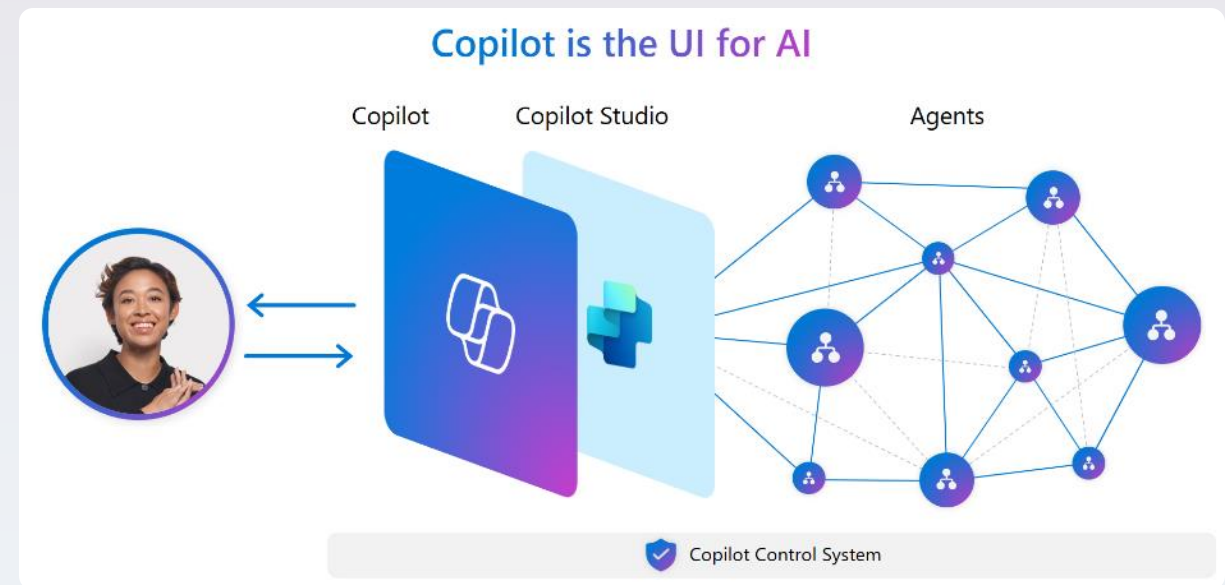 Copilot is the UI for AI
Copilot
Copilot Studio
Agents
Copilot Control System